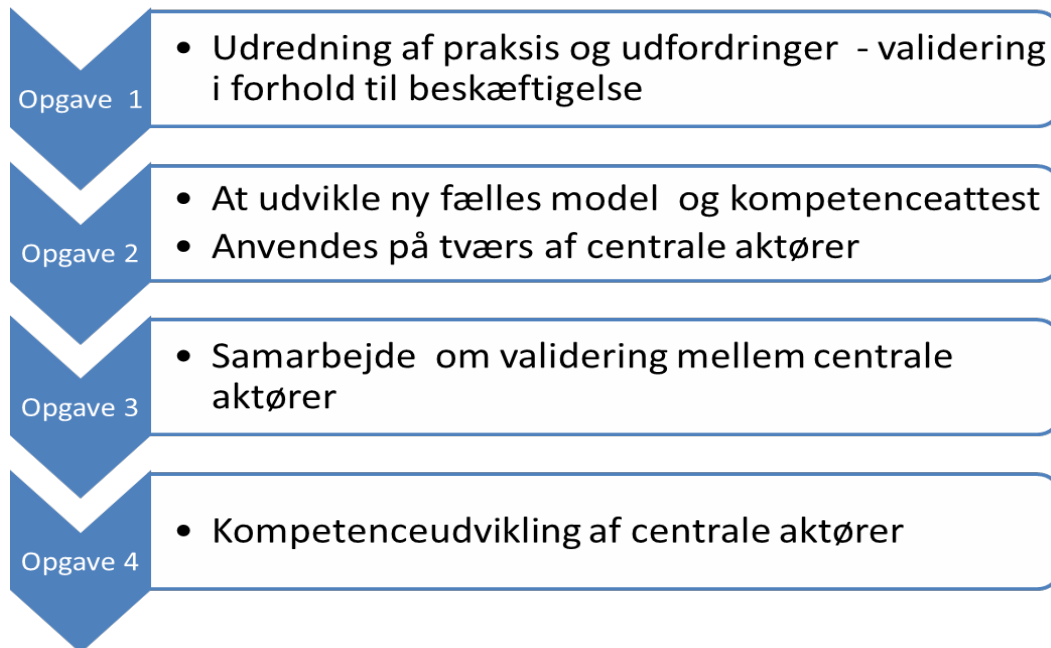 Opgave 1
• Udredning af praksis og udfordringer - validering
i forhold til beskæftigelse
Opgave 2
• At udvikle ny fælles model og kompetenceattest
• Anvendes på tværs af centrale aktører
Opgave 3
• Samarbejde om validering mellem centrale
aktører
Opgave 4
• Kompetenceudvikling af centrale aktører